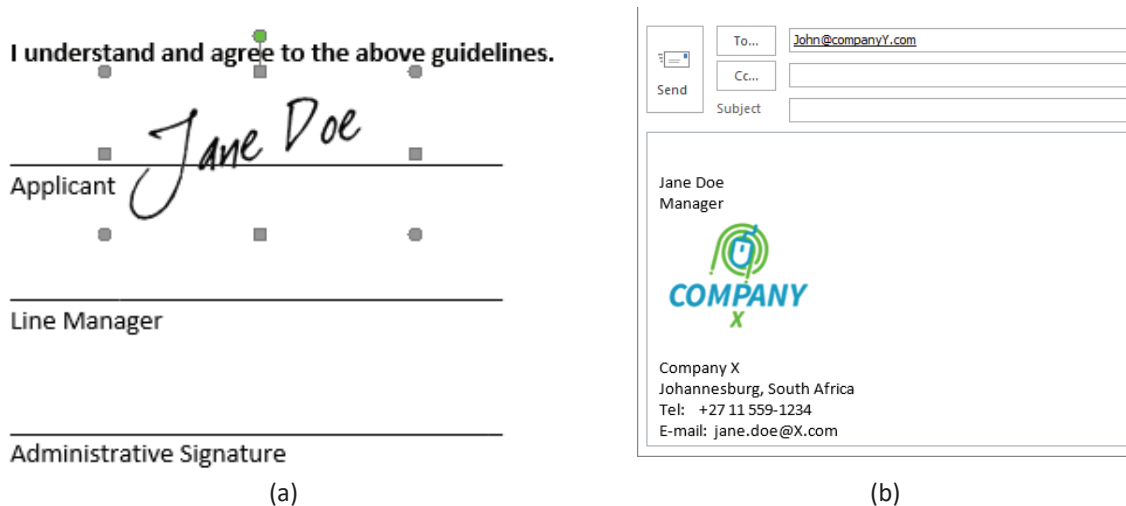 I understand and agree to the above guidelines.
Jane Doe
Applicant
Line Manager
Administrative Signature
(a)
To...
John@companyY.com
Cc...
Send
Subject
Jane Doe
Manager
COMPANY
X
Company X
Johannesburg, South Africa
Tel: +27 11 559-1234
E-mail: jane.doe@X.com
(b)